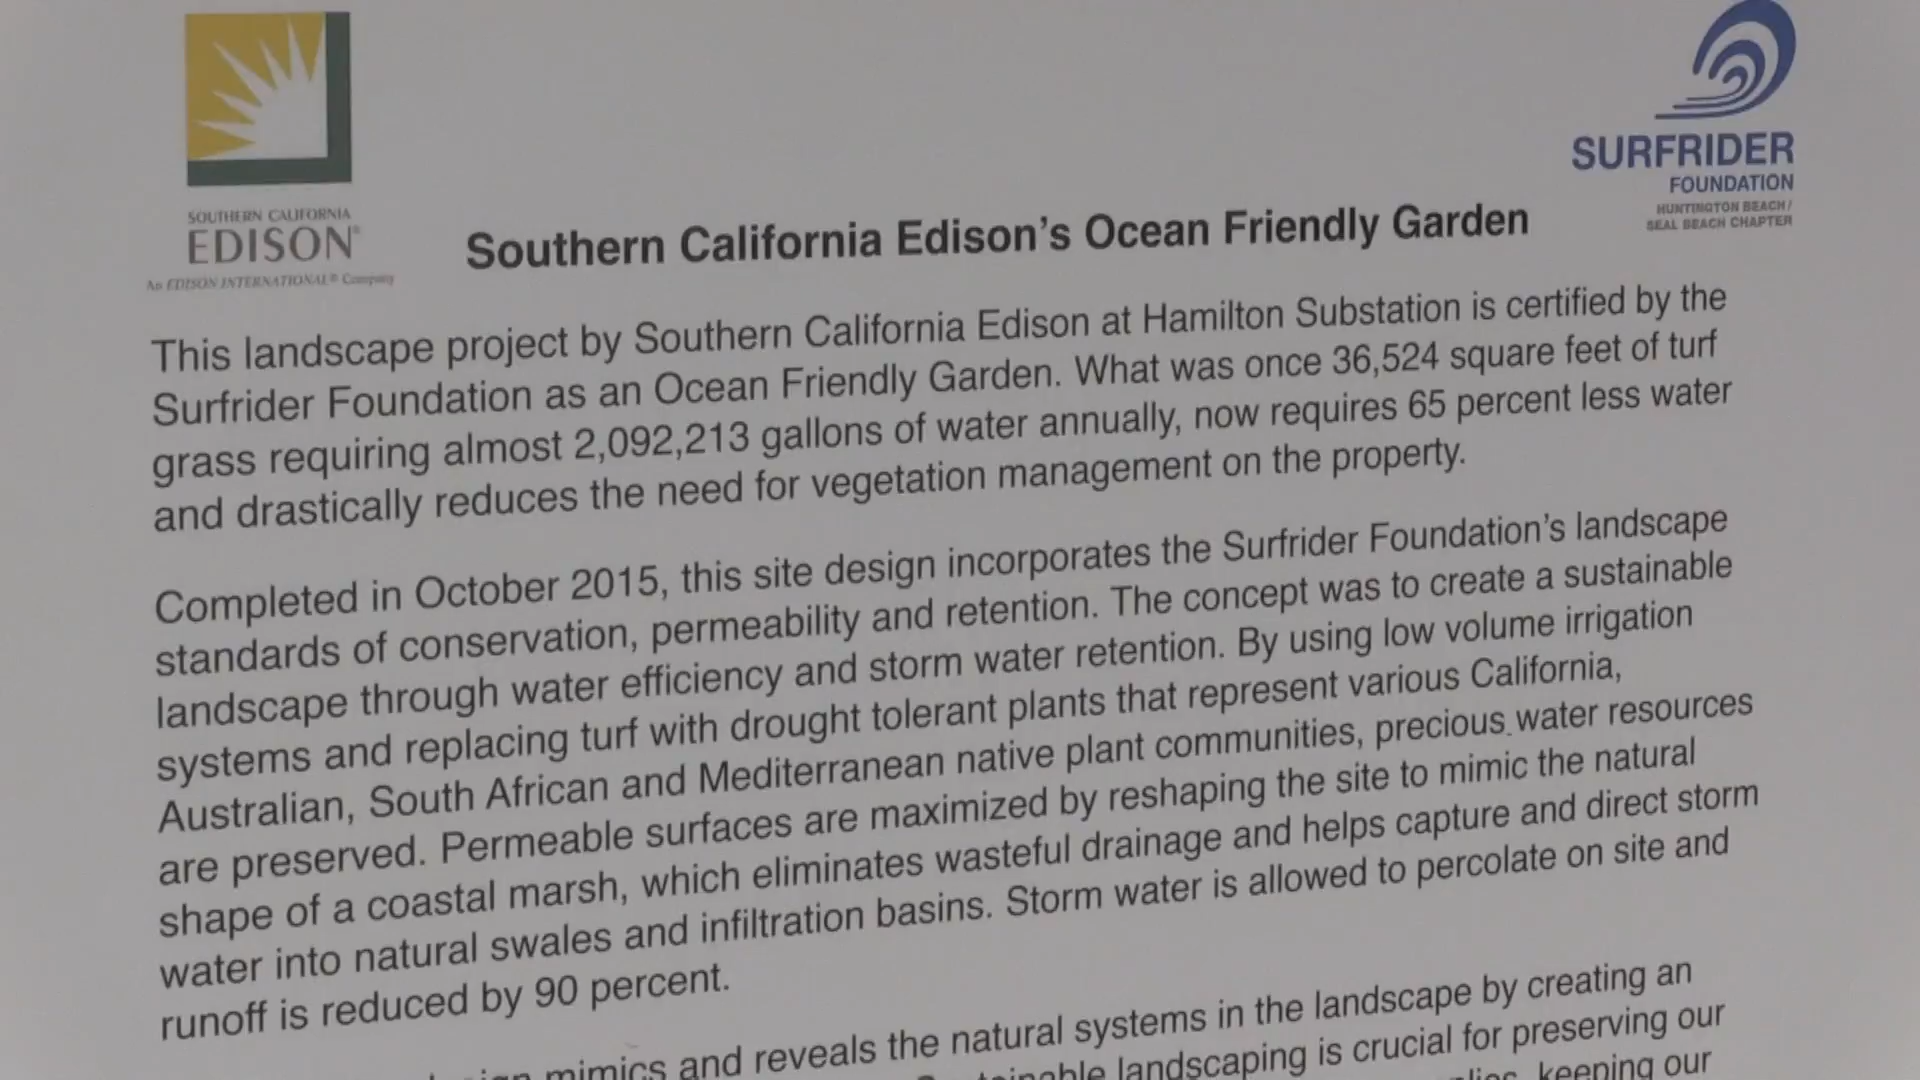 SOUTHERN CALIFORNIA
EDISON®
An EDISON INTERNATIONAL® Company
SURFRIDER
FOUNDATION
HUNTINGTON BEACH/
SEAL BEACH CHAPTER
Southern California Edison's Ocean Friendly Garden
This landscape project by Southern California Edison at Hamilton Substation is certified by the
Surfrider Foundation as an Ocean Friendly Garden. What was once 36,524 square feet of turf
grass requiring almost 2,092,213 gallons of water annually, now requires 65 percent less water
and drastically reduces the need for vegetation management on the property.
Completed in October 2015, this site design incorporates the Surfrider Foundation's landscape
standards of conservation, permeability and retention. The concept was to create a sustainable
landscape through water efficiency and storm water retention. By using low volume irrigation
systems and replacing turf with drought tolerant plants that represent various California,
Australian, South African and Mediterranean native plant communities, precious water resources
are preserved. Permeable surfaces are maximized by reshaping the site to mimic the natural
shape of a coastal marsh, which eliminates wasteful drainage and helps capture and direct storm
water into natural swales and infiltration basins. Storm water is allowed to percolate on site and
runoff is reduced by 90 percent.
mimics and reveals the natural systems in the landscape by creating an
landscaping is crucial for preserving our
keeping our